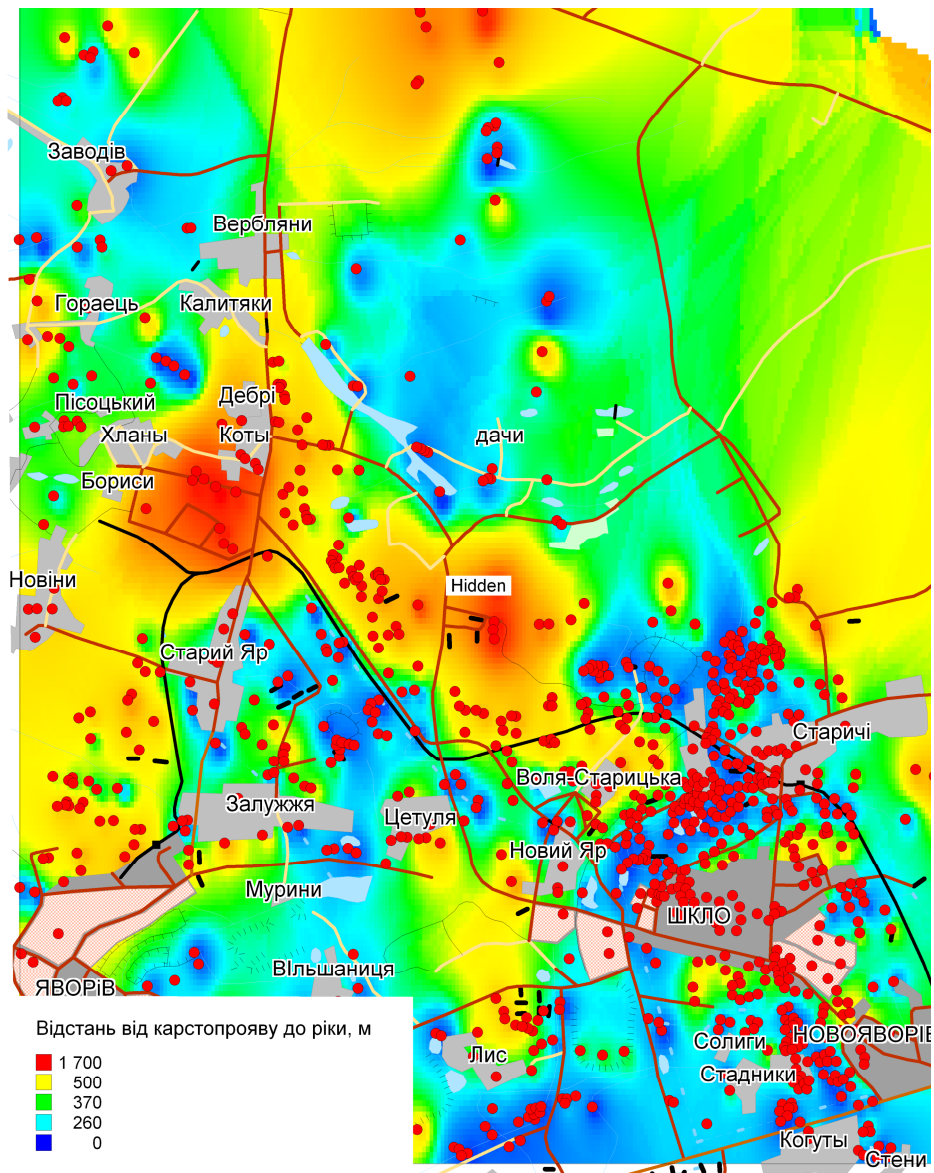 Заводів
Вербляни
Гораець
Калитяки
Пісоцький
Дебрі
Хланы
Коты
дачи
Бориси
Новіни
Hidden
Старий Яр
Старичі
Воля-Старицька
Залужжя
Цетуля
Новий Яр
Мурини
ШКЛО
ВІльшаниця
ЯВОРІВ
Відстань від карстопрояву до ріки, м
1 700
500
370
260
0
Солиги
НОВОЯВОРІВ
Лис
Стадники
Когуты
Стени